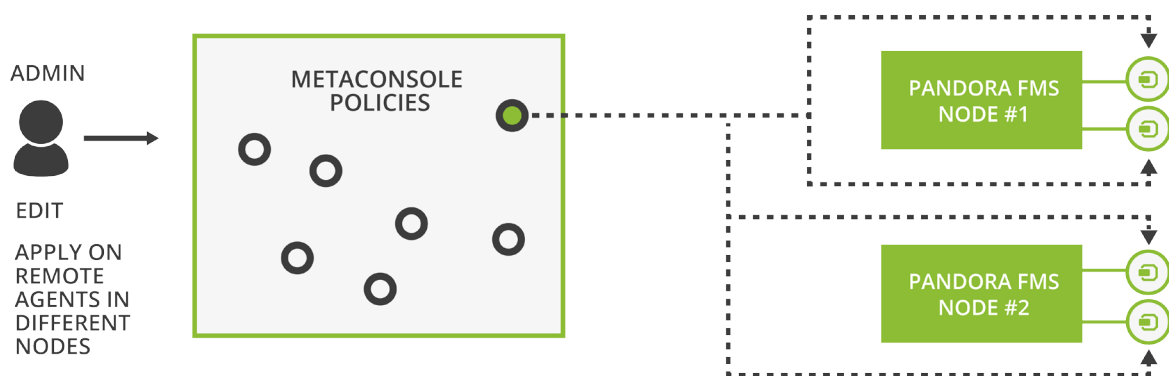 ADMIN
EDIT
APPLY ON
REMOTE
AGENTS IN
DIFFERENT
NODES
METACONSOLE
POLICIES
PANDORA FMS
NODE #1
PANDORA FMS
NODE #2